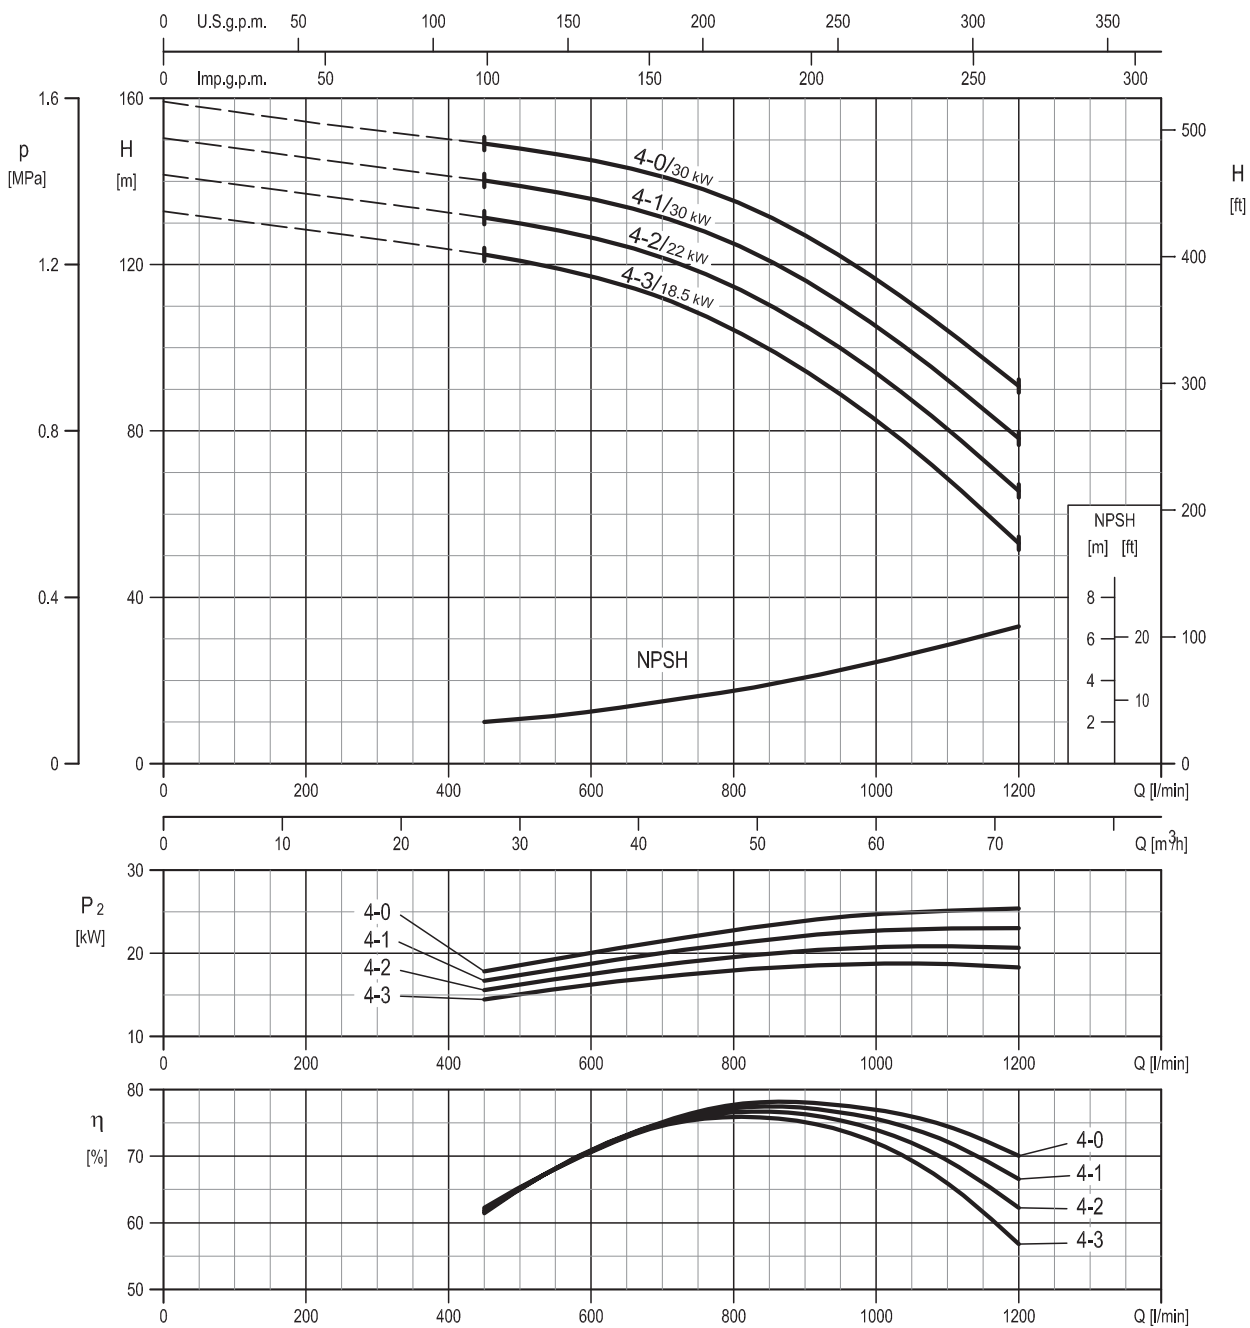 0 U.S.g.p.m. 50 100 150 200 250 300 350
0 Imp.g.p.m. 50 100 150 200 250 300
p
[MPa]
1.6
1.2
0.8
0.4
0
H
[m]
160
120
80
40
0
4-0/30 kW
4-1/30 kW
4-2/22 kW
4-3/18.5 kW
NPSH
H
[ft]
500
400
300
200
100
0
NPSH
[m] [ft]
8
6
4
2
20
10
0 200 400 600 800 1000 1200 Q [l/min]
0 10 20 30 40 50 60 70 Q [m³h]
P2
[kW]
30
20
10
4-0
4-1
4-2
4-3
0 200 400 600 800 1000 1200 Q [l/min]
η
[%]
80
70
60
50
4-0
4-1
4-2
4-3
0 200 400 600 800 1000 1200 Q [l/min]